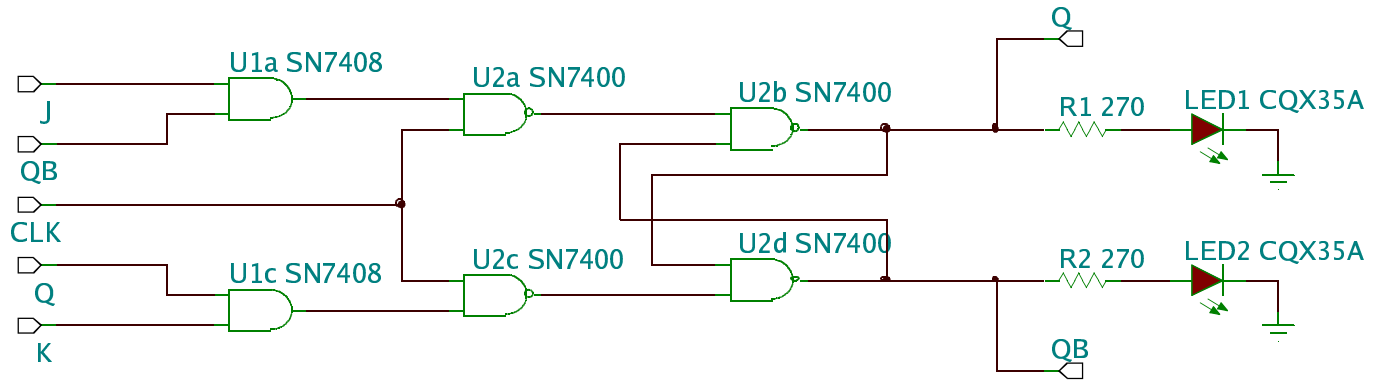 Q
U1a SN7408
U2a SN7400
U2b SN7400
R1 270
LED1 CQX35A
J
QB
CLK
U1c SN7408
U2c SN7400
U2d SN7400
R2 270
LED2 CQX35A
Q
K
QB